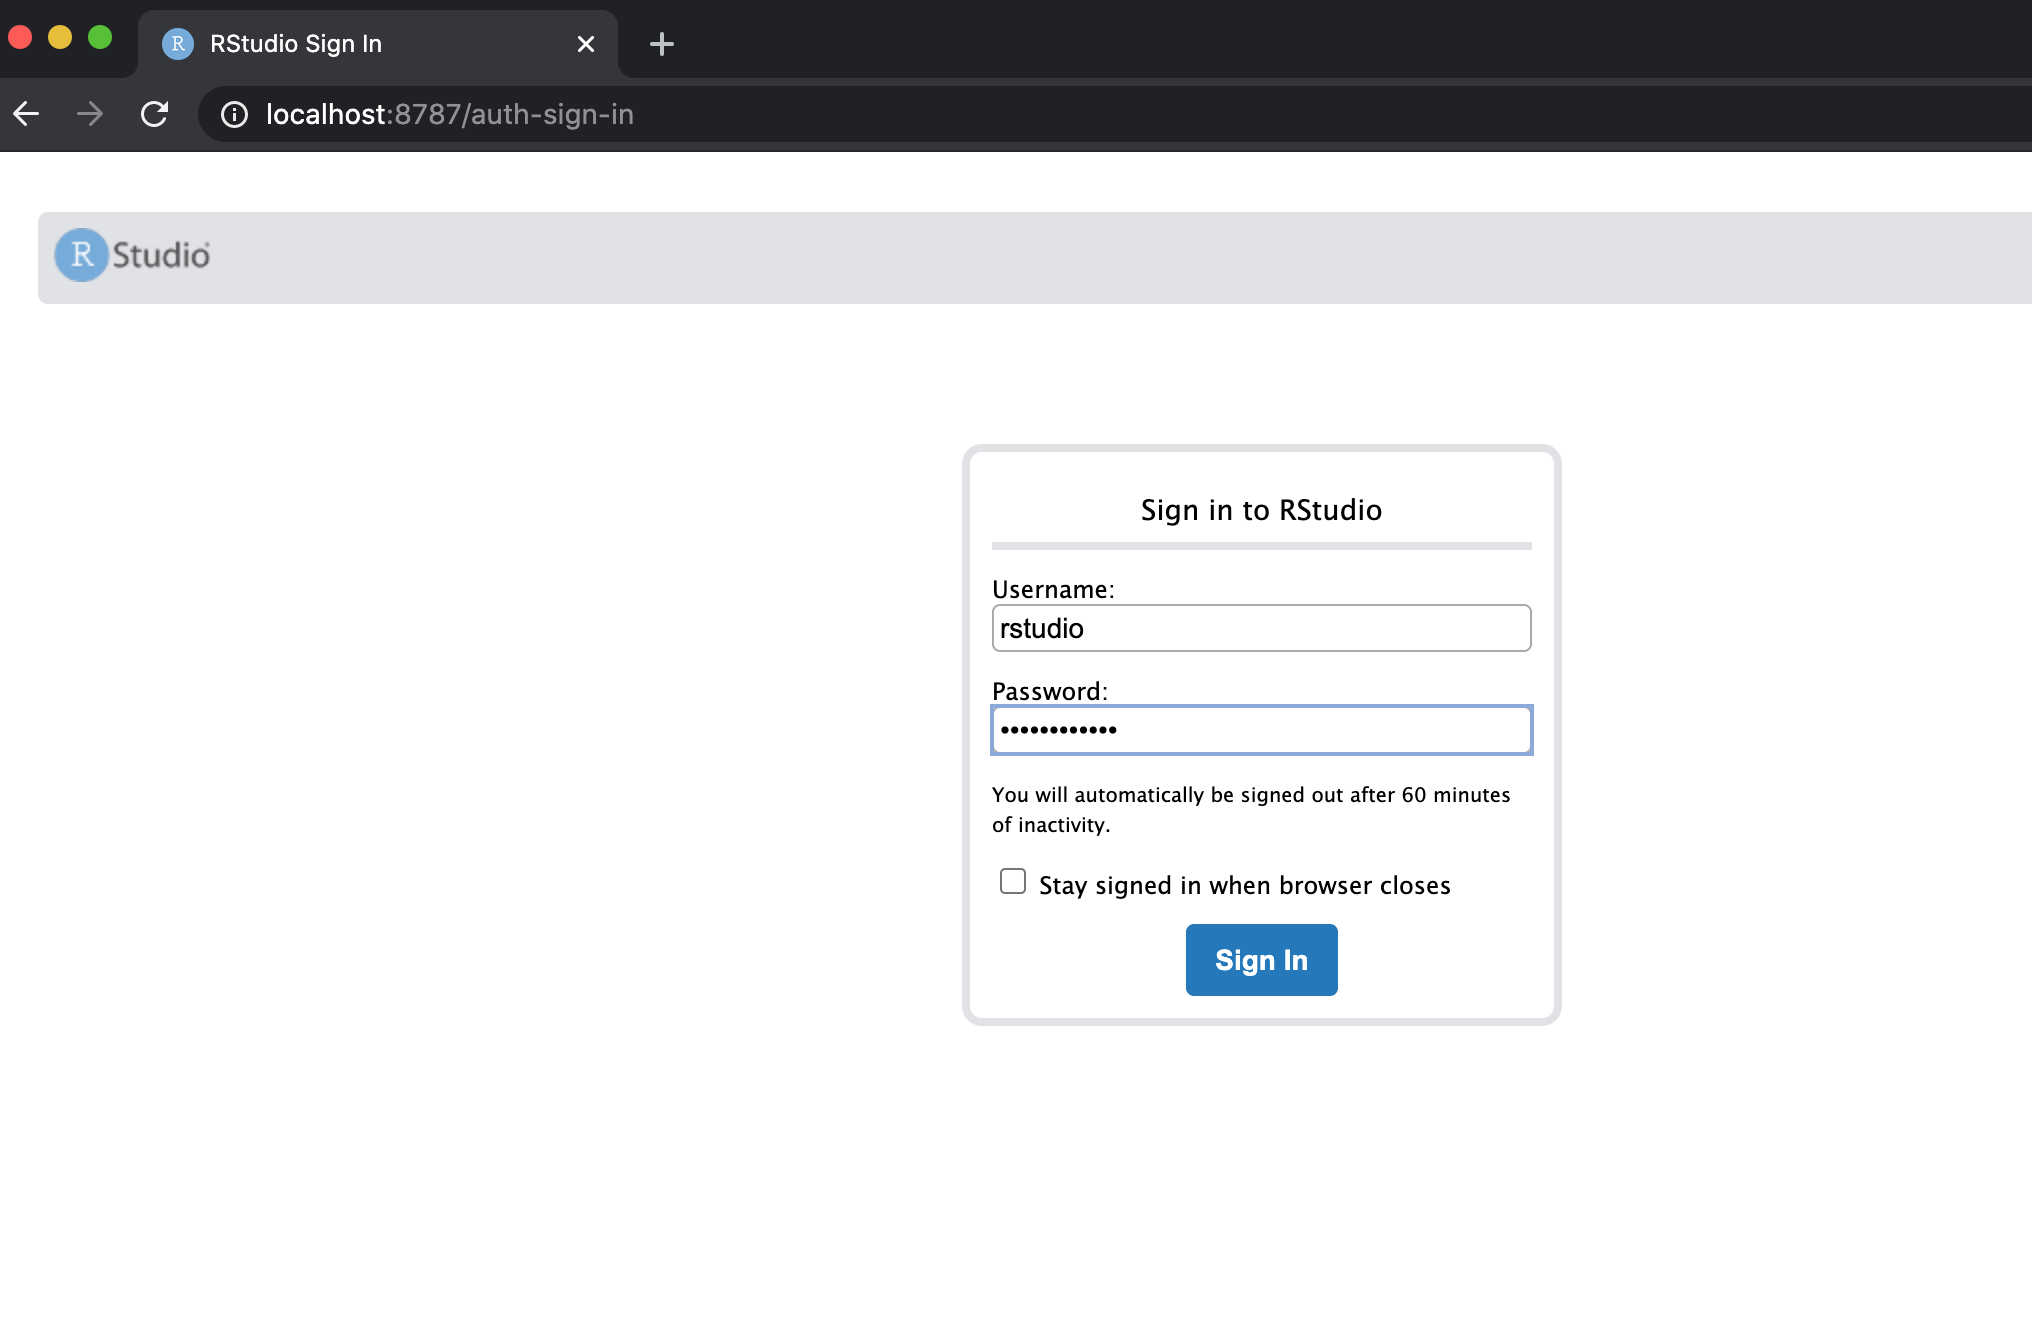 R RStudio Sign In
localhost:8787/auth-sign-in
R Studio
Sign in to RStudio
Username:
rstudio
Password:
••••••••••••
You will automatically be signed out after 60 minutes
of inactivity.
Stay signed in when browser closes
Sign In